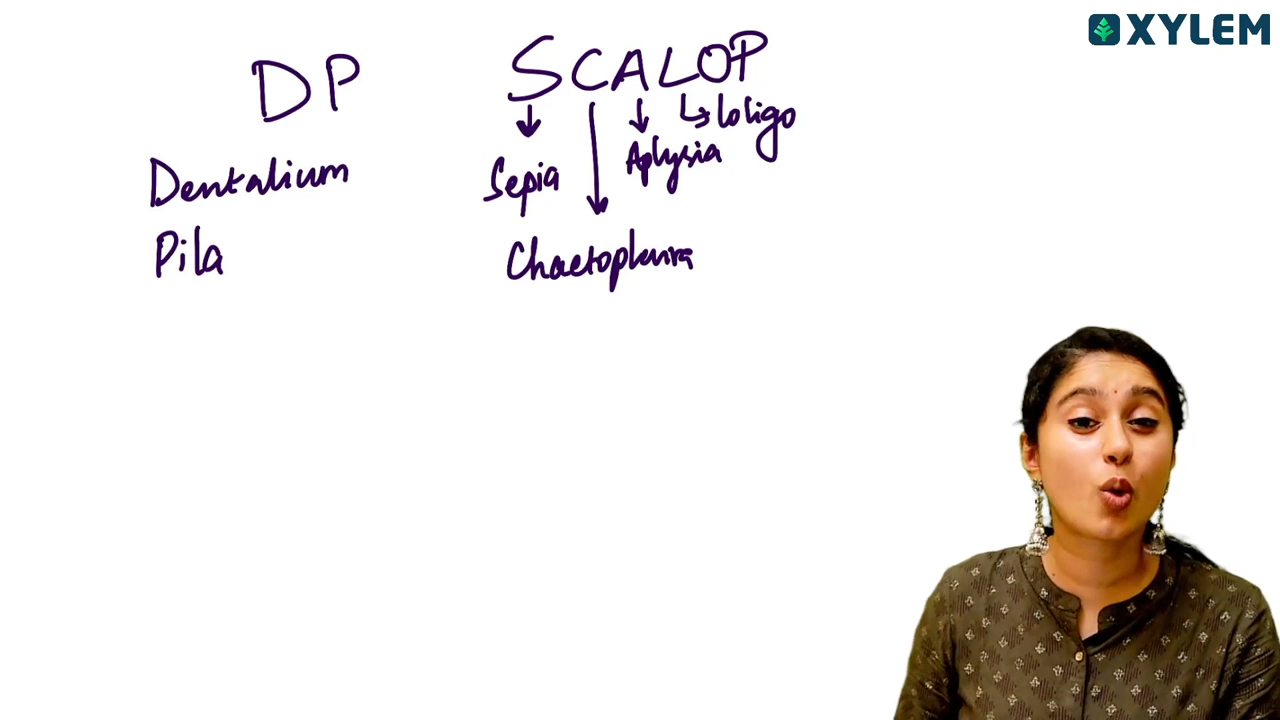 XYLEM
DP
SCALOP
Dentalium
Pila
Sepia
Aplysia
Loligo
Chaetopleura